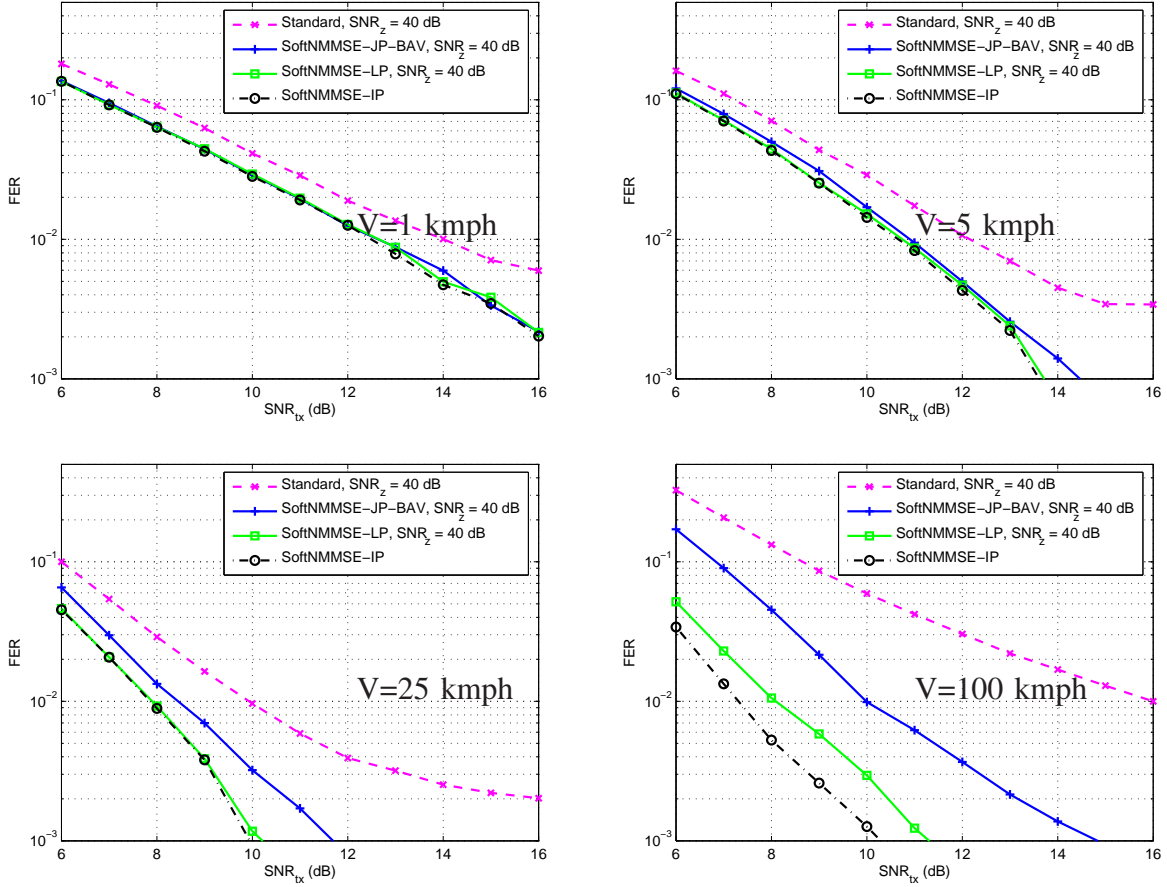 Standard, SNR_z = 40 dB
SoftNMMSE−JP−BAV, SNR_z = 40 dB
SoftNMMSE−LP, SNR_z = 40 dB
SoftNMMSE−IP
FER
10^−1
10^−2
10^−3
V=1 kmph
6 8 10 12 14 16
SNR_tx (dB)
Standard, SNR_z = 40 dB
SoftNMMSE−JP−BAV, SNR_z = 40 dB
SoftNMMSE−LP, SNR_z = 40 dB
SoftNMMSE−IP
FER
10^−1
10^−2
10^−3
V=5 kmph
6 8 10 12 14 16
SNR_tx (dB)
Standard, SNR_z = 40 dB
SoftNMMSE−JP−BAV, SNR_z = 40 dB
SoftNMMSE−LP, SNR_z = 40 dB
SoftNMMSE−IP
FER
10^−1
10^−2
10^−3
V=25 kmph
6 8 10 12 14 16
SNR_tx (dB)
Standard, SNR_z = 40 dB
SoftNMMSE−JP−BAV, SNR_z = 40 dB
SoftNMMSE−LP, SNR_z = 40 dB
SoftNMMSE−IP
FER
10^−1
10^−2
10^−3
V=100 kmph
6 8 10 12 14 16
SNR_tx (dB)